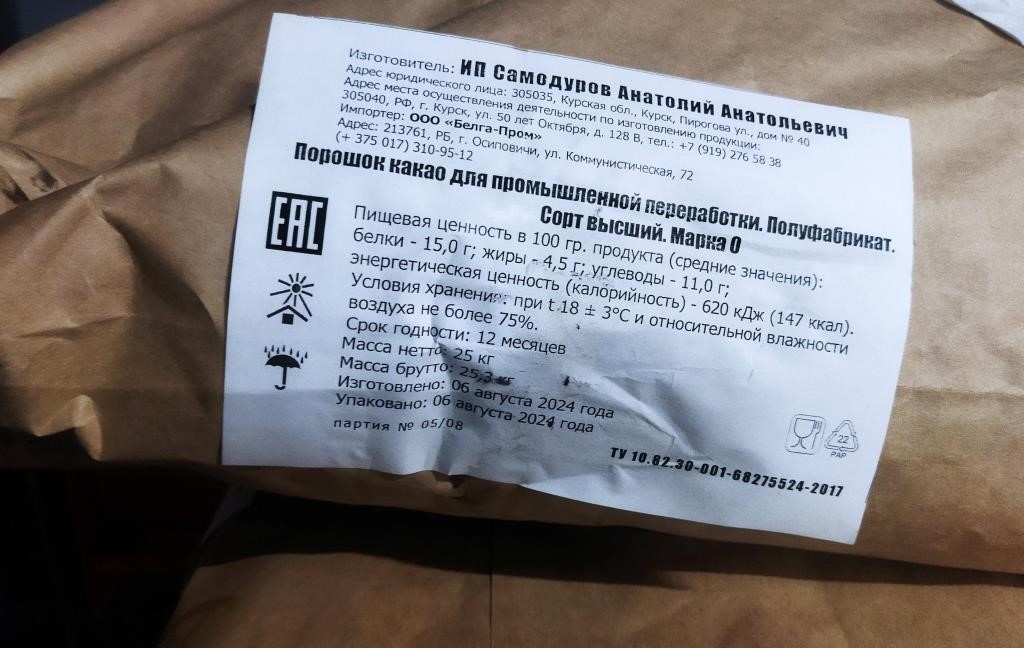 Изготовитель: ИП Самодуров Анатолий Анатольевич
Адрес юридического лица: 305035, Курская обл., Курск, Пирогова ул., дом № 40
Адрес места осуществления деятельности по изготовлению продукции:
305040, РФ, г. Курск, ул. 50 лет Октября, д. 128 В, тел.: +7 (919) 276 58 38
Импортер: ООО «Белга-Пром»
Адрес: 213761, РБ, г. Осиповичи, ул. Коммунистическая, 72
(+ 375 017) 310-95-12
Порошок какао для промышленной переработки. Полуфабрикат.
Сорт высший. Марка 0
EAC
Пищевая ценность в 100 гр. продукта (средние значения):
белки - 15,0 г; жиры - 4,5 г; углеводы - 11,0 г;
энергетическая ценность (калорийность) - 620 кДж (147 ккал).
Условия хранения: при t 18 ± 3°С и относительной влажности
воздуха не более 75%.
Срок годности: 12 месяцев
Масса нетто: 25 кг
Масса брутто: 25,3 кг
Изготовлено: 06 августа 2024 года
Упаковано: 06 августа 2024 года
партия № 05/08
22
PAP
ТУ 10.82.30-001-68275524-2017